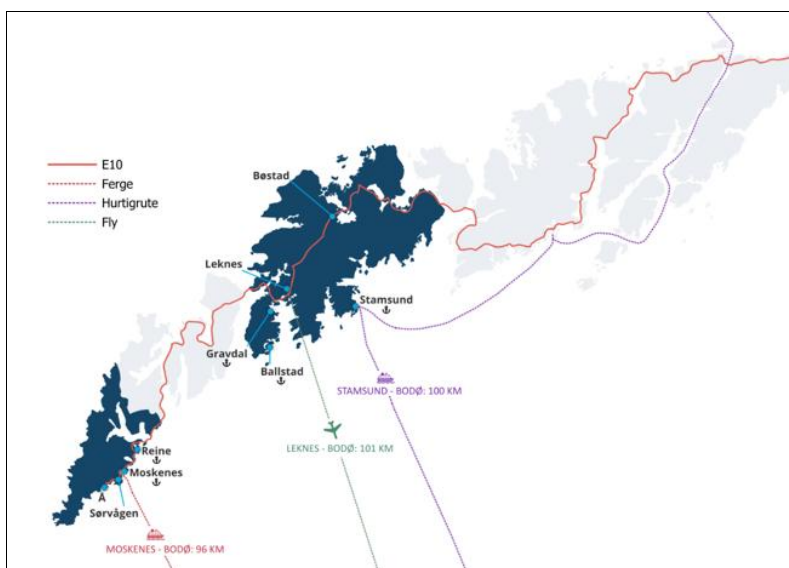 E10
Ferge
Hurtigrute
Fly
Bøstad
Leknes
Stamsund
Gravdal
Ballstad
STAMSUND - BODØ: 100 KM
LEKNES - BODØ: 101 KM
Reine
Moskenes
Å
Sørvågen
MOSKENES - BODØ: 96 KM